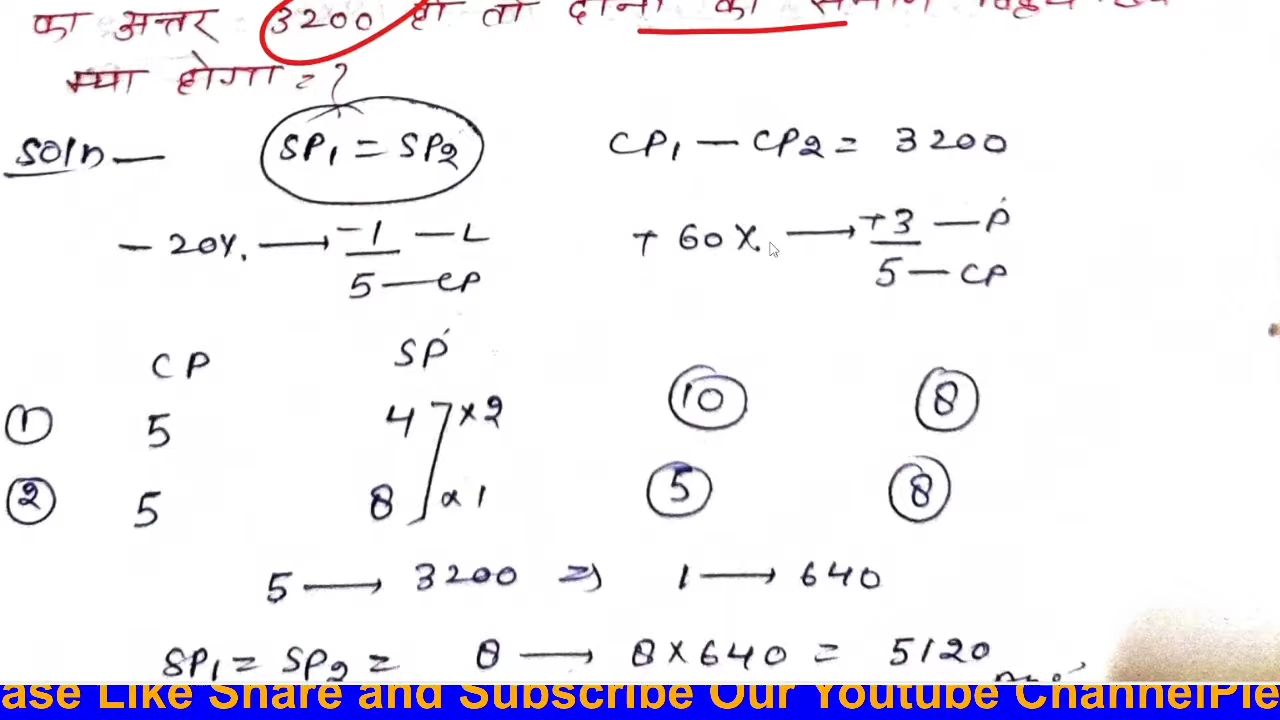 का अन्तर 3200 हो तो दोनों का समान
क्या होगा = ?
Soln — SP₁ = SP₂ CP₁ — CP₂ = 3200
— 20%. → -1/5 — L — CP + 60%. → +3/5 — P — CP
CP SP
① 5 4 ×2 10 8
② 5 8 ×1 5 8
5 → 3200 ⇒ 1 → 640
SP₁ = SP₂ = 8 → 8×640 = 5120
ase Like Share and Subscribe Our Youtube ChannelPle